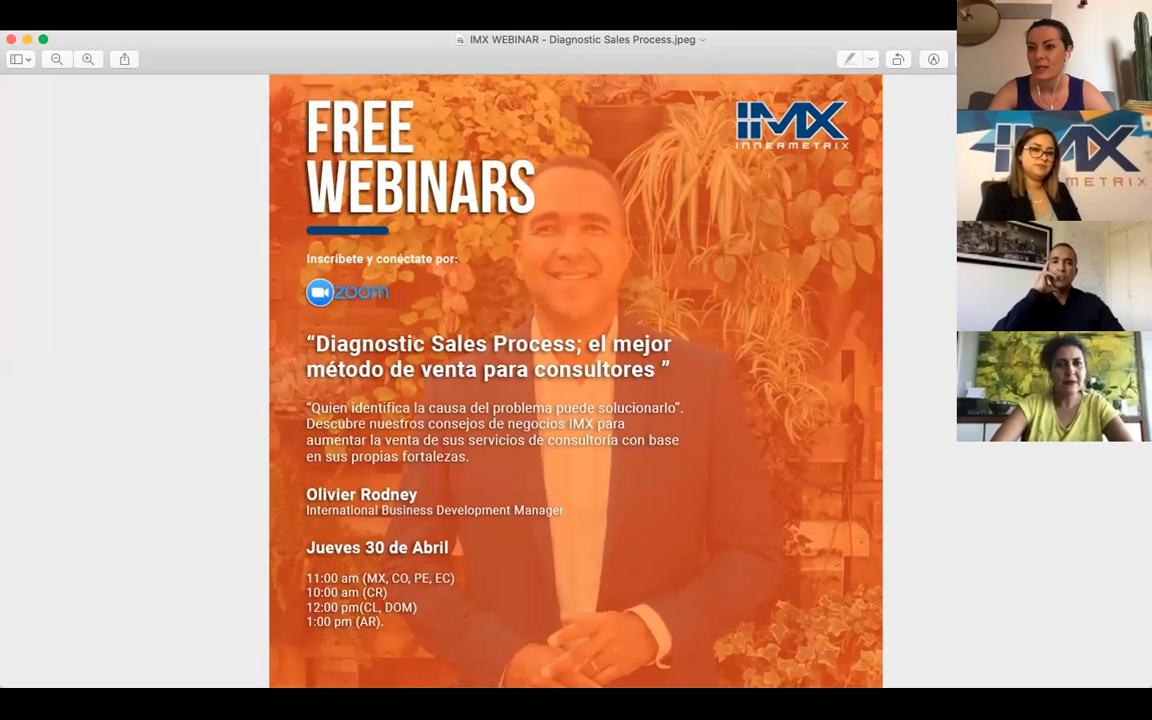 IMX WEBINAR - Diagnostic Sales Process.jpeg
FREE
WEBINARS
IMX
INNERMETRIX
Inscríbete y conéctate por:
zoom
“Diagnostic Sales Process; el mejor
método de venta para consultores ”
“Quien identifica la causa del problema puede solucionarlo”.
Descubre nuestros consejos de negocios IMX para
aumentar la venta de sus servicios de consultoría con base
en sus propias fortalezas.
Olivier Rodney
International Business Development Manager
Jueves 30 de Abril
11:00 am (MX, CO, PE, EC)
10:00 am (CR)
12:00 pm(CL, DOM)
1:00 pm (AR).
IMX
METRIX